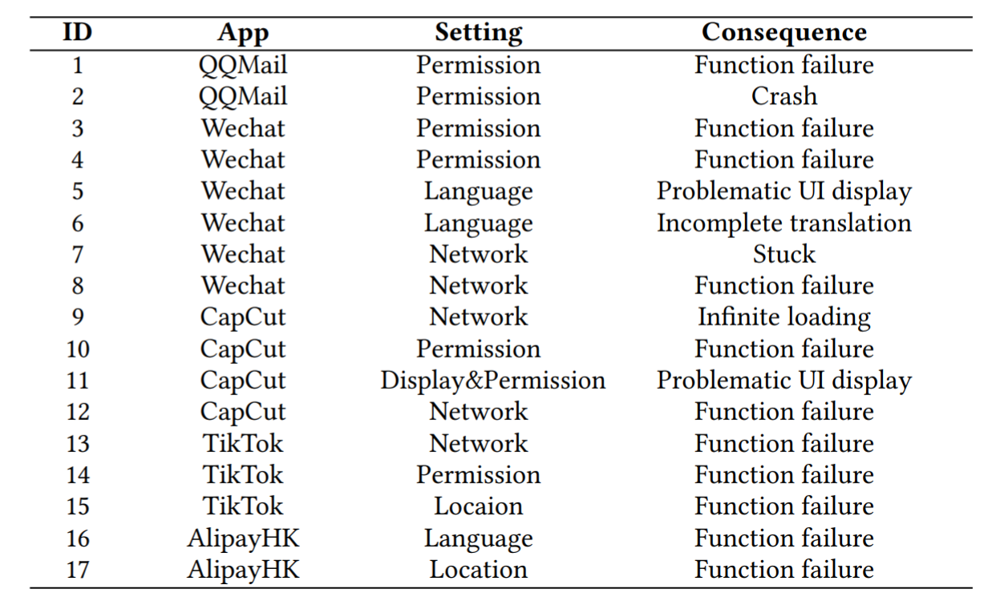 ID App Setting Consequence
1 QQMail Permission Function failure
2 QQMail Permission Crash
3 Wechat Permission Function failure
4 Wechat Permission Function failure
5 Wechat Language Problematic UI display
6 Wechat Language Incomplete translation
7 Wechat Network Stuck
8 Wechat Network Function failure
9 CapCut Network Infinite loading
10 CapCut Permission Function failure
11 CapCut Display&Permission Problematic UI display
12 CapCut Network Function failure
13 TikTok Network Function failure
14 TikTok Permission Function failure
15 TikTok Locaion Function failure
16 AlipayHK Language Function failure
17 AlipayHK Location Function failure